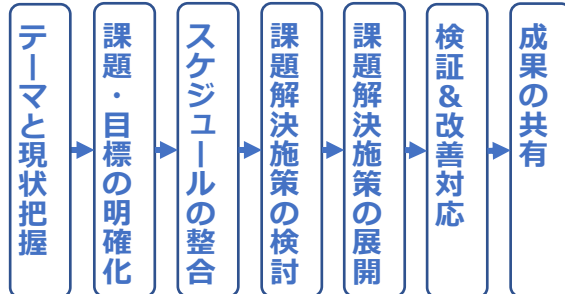 テーマと現状把握
課題・目標の明確化
スケジュールの整合
課題解決施策の検討
課題解決施策の展開
検証&改善対応
成果の共有